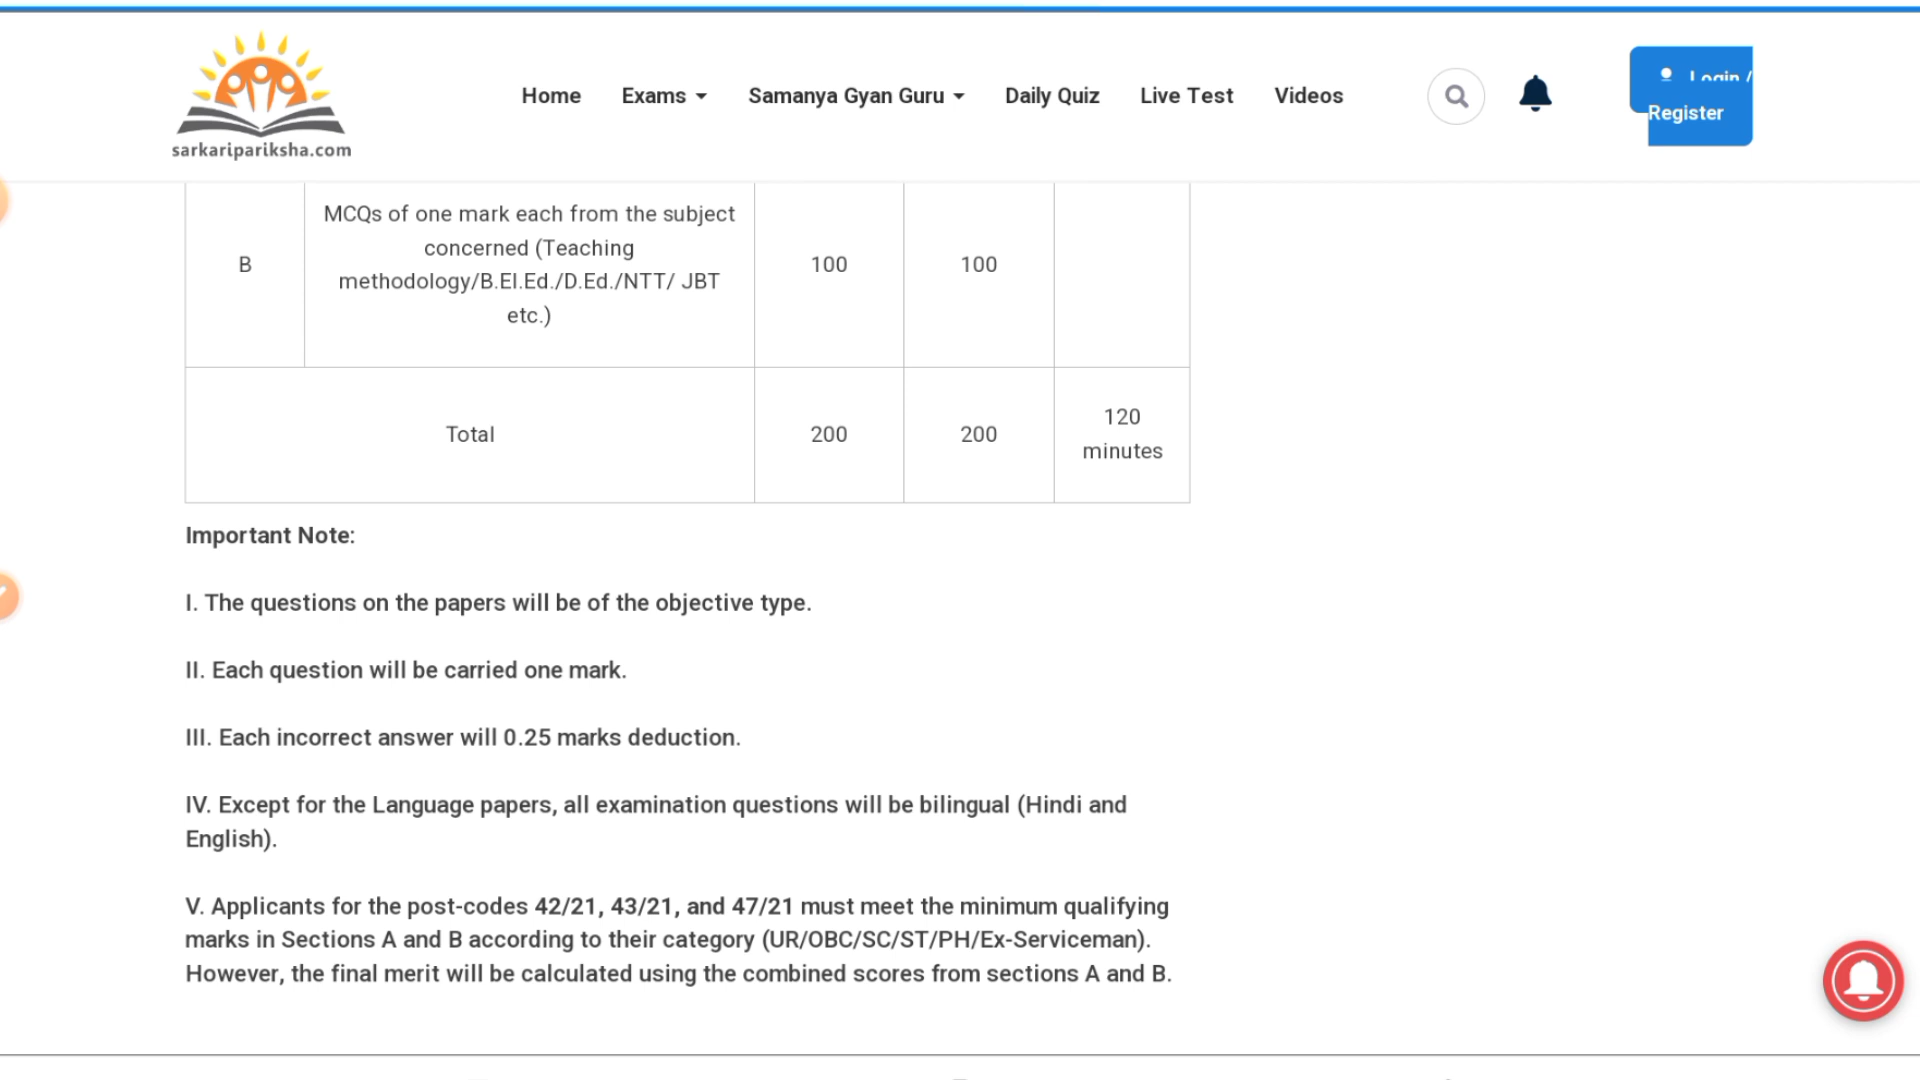 sarkaripariksha.com
Home Exams Samanya Gyan Guru Daily Quiz Live Test Videos
Login /
Register
MCQs of one mark each from the subject
concerned (Teaching
B methodology/B.El.Ed./D.Ed./NTT/ JBT 100 100
etc.)
Total 200 200 120
minutes
Important Note:
I. The questions on the papers will be of the objective type.
II. Each question will be carried one mark.
III. Each incorrect answer will 0.25 marks deduction.
IV. Except for the Language papers, all examination questions will be bilingual (Hindi and
English).
V. Applicants for the post-codes 42/21, 43/21, and 47/21 must meet the minimum qualifying
marks in Sections A and B according to their category (UR/OBC/SC/ST/PH/Ex-Serviceman).
However, the final merit will be calculated using the combined scores from sections A and B.